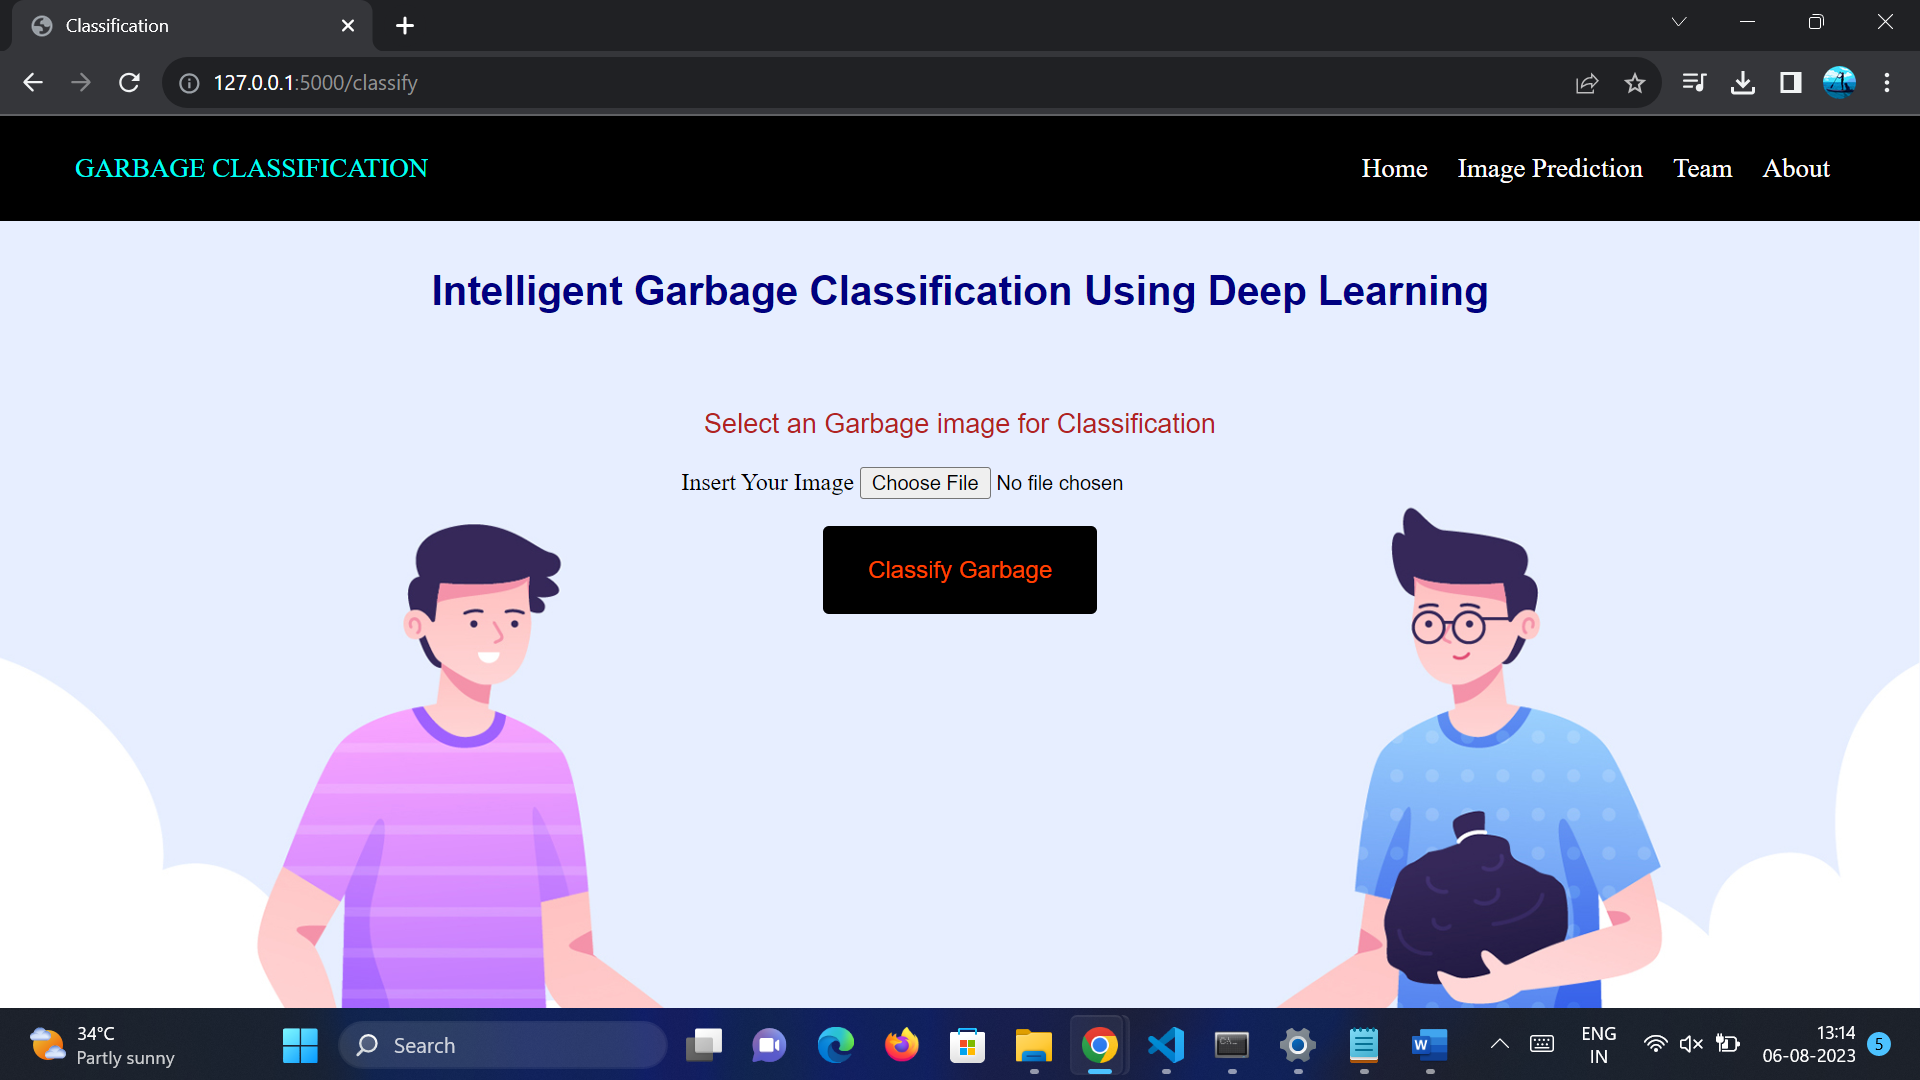 Classification
127.0.0.1:5000/classify
GARBAGE CLASSIFICATION
Home Image Prediction Team About
Intelligent Garbage Classification Using Deep Learning
Select an Garbage image for Classification
Insert Your Image Choose File No file chosen
Classify Garbage
34°C
Partly sunny
Search
W
ENG
IN
13:14
06-08-2023
5